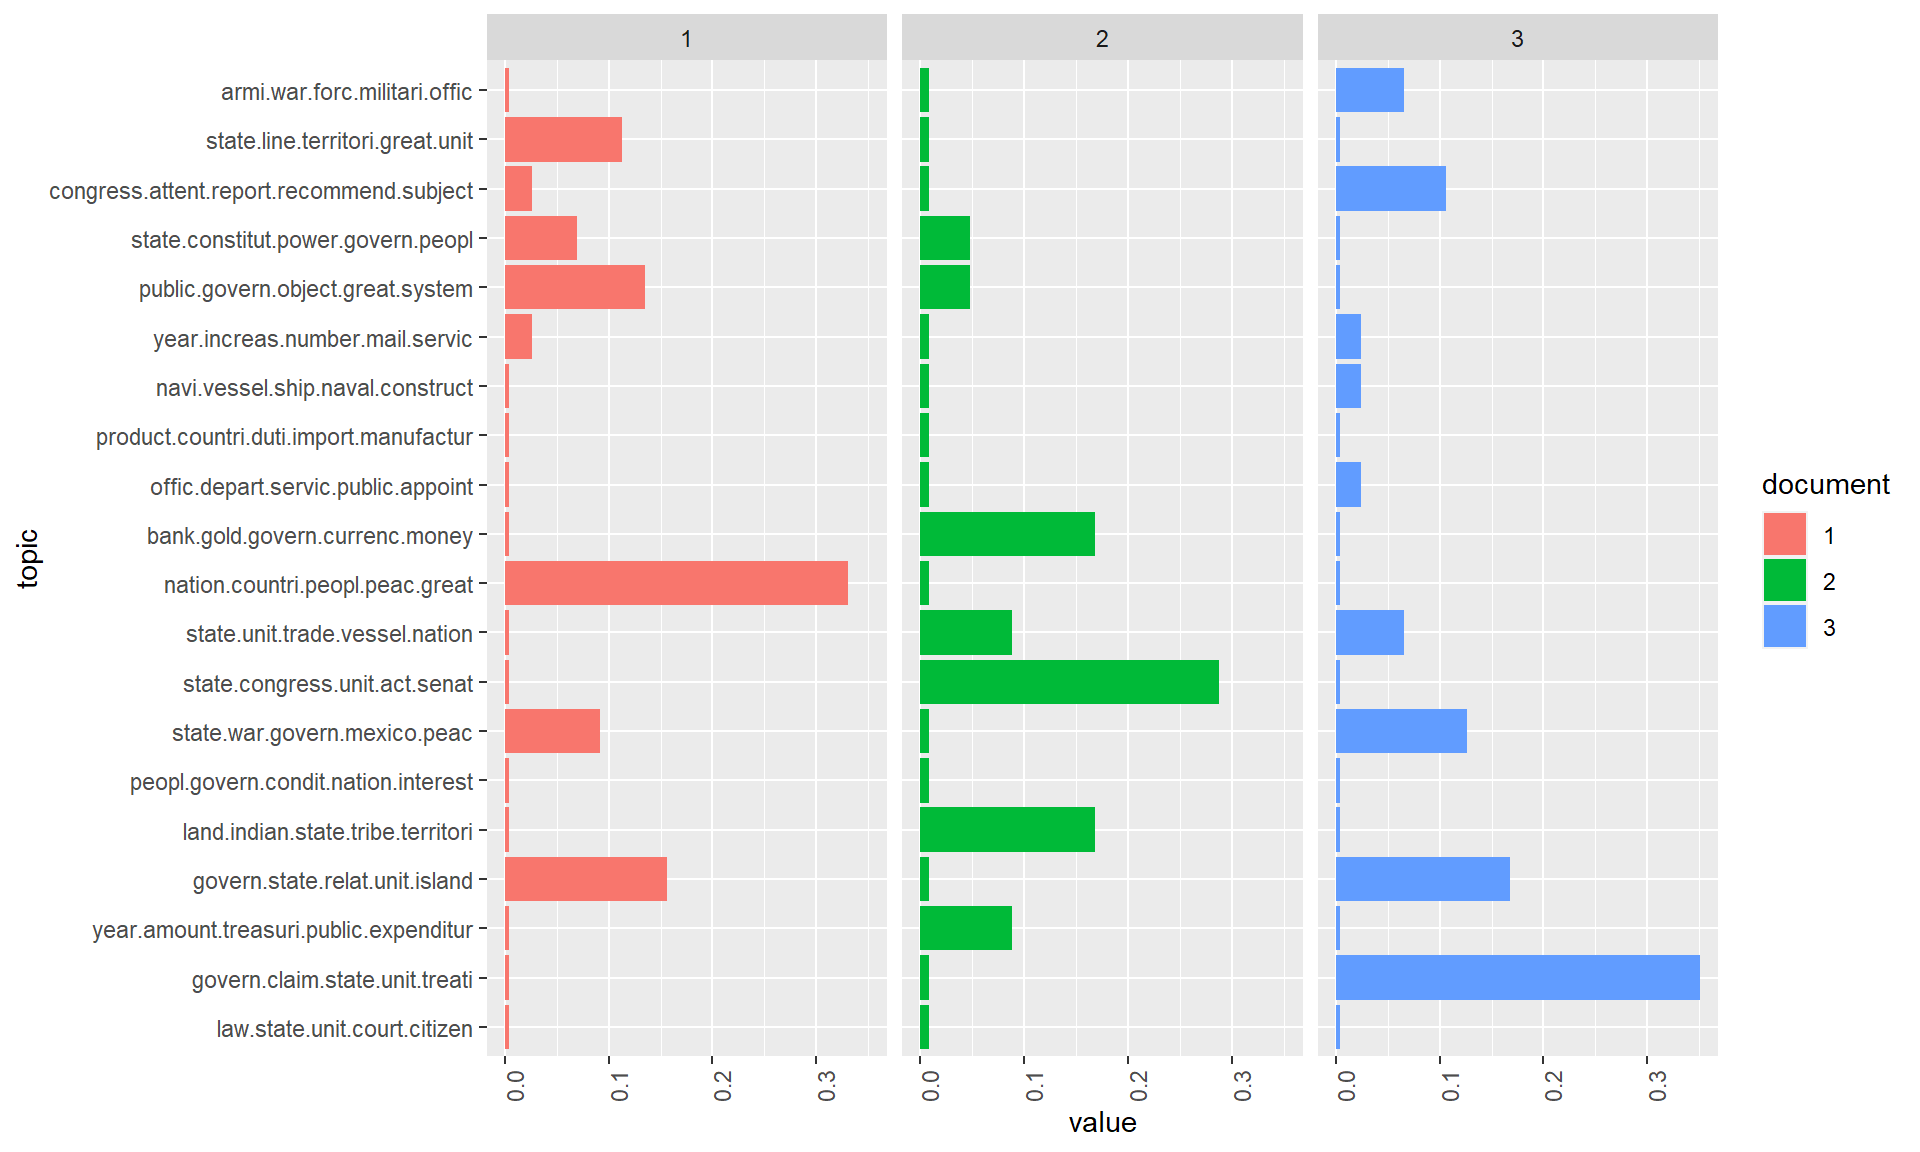 1
2
3
armi.war.forc.militari.offic
state.line.territori.great.unit
congress.attent.report.recommend.subject
state.constitut.power.govern.peopl
public.govern.object.great.system
year.increas.number.mail.servic
navi.vessel.ship.naval.construct
product.countri.duti.import.manufactur
offic.depart.servic.public.appoint
bank.gold.govern.currenc.money
nation.countri.peopl.peac.great
state.unit.trade.vessel.nation
state.congress.unit.act.senat
state.war.govern.mexico.peac
peopl.govern.condit.nation.interest
land.indian.state.tribe.territori
govern.state.relat.unit.island
year.amount.treasuri.public.expenditur
govern.claim.state.unit.treati
law.state.unit.court.citizen
topic
0.0
0.1
0.2
0.3
0.0
0.1
0.2
0.3
0.0
0.1
0.2
0.3
value
document
1
2
3